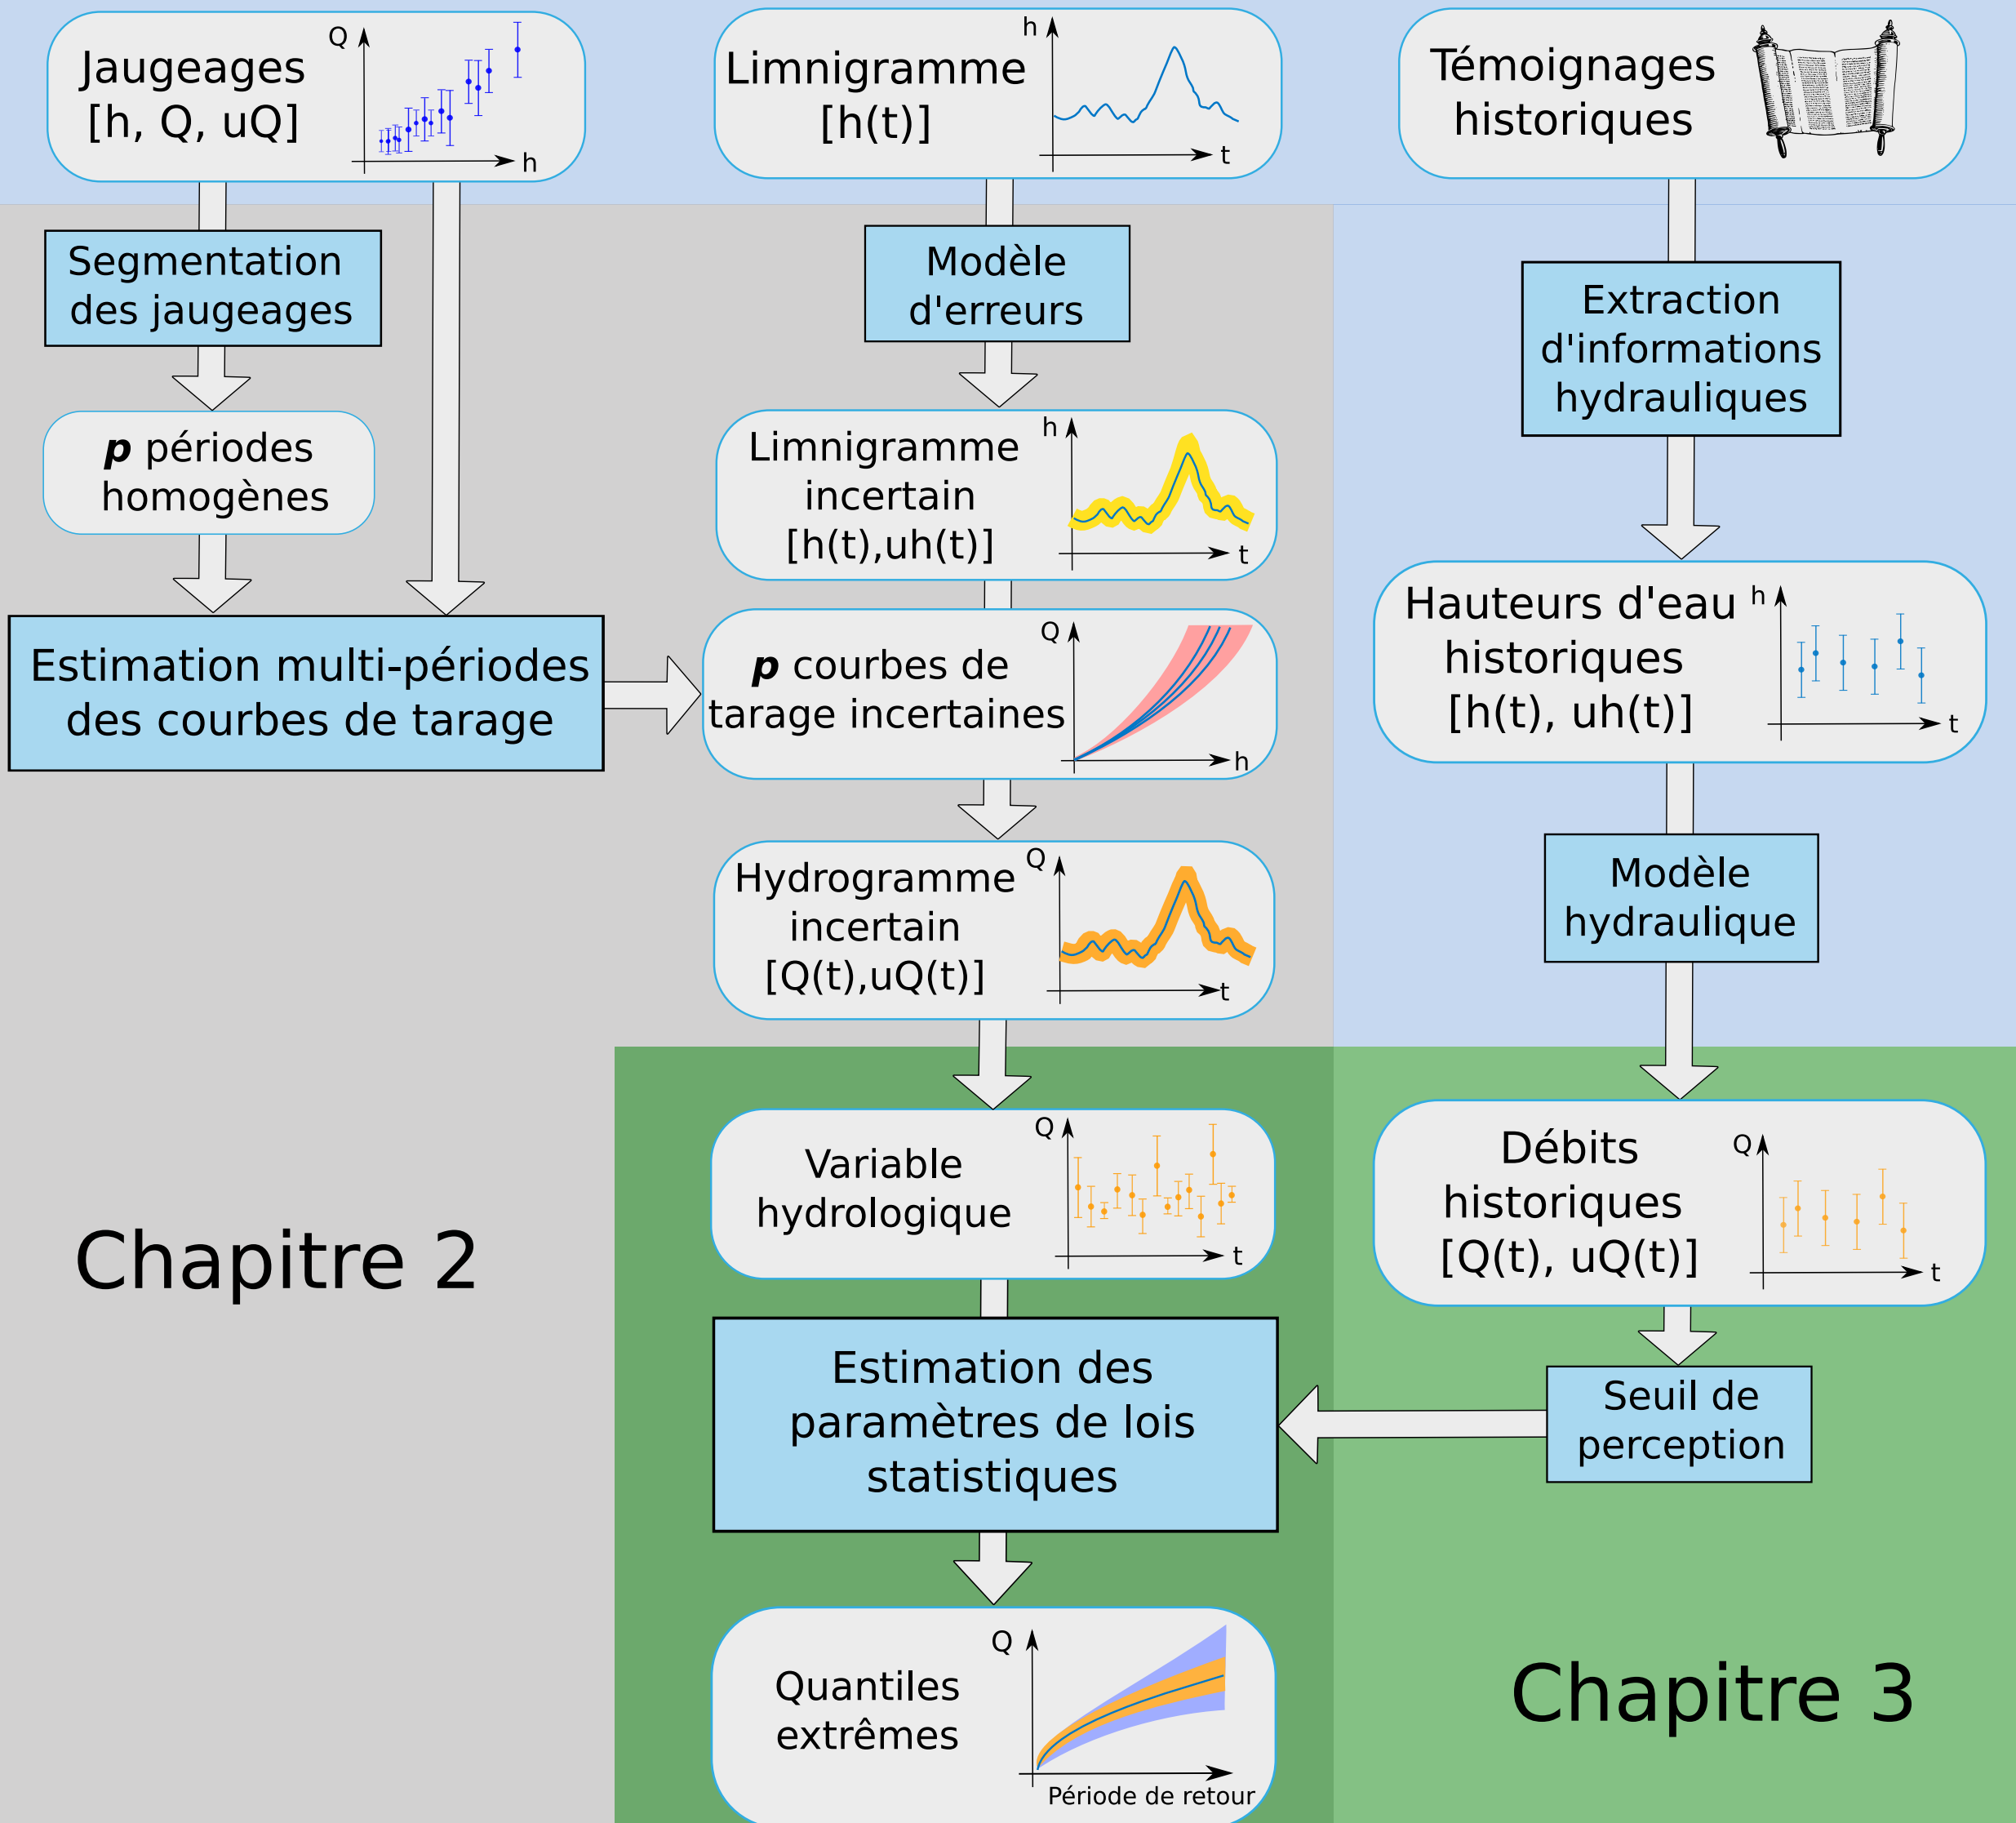 Jaugeages
[h, Q, uQ]
Q
h
Limnigramme
[h(t)]
h
t
Témoignages
historiques
Segmentation
des jaugeages
Modèle
d'erreurs
Extraction
d'informations
hydrauliques
p périodes
homogènes
Limnigramme
incertain
[h(t),uh(t)]
h
t
Estimation multi-périodes
des courbes de tarage
p courbes de
tarage incertaines
Q
h
Hauteurs d'eau
historiques
[h(t), uh(t)]
h
t
Hydrogramme
incertain
[Q(t),uQ(t)]
Q
t
Modèle
hydraulique
Variable
hydrologique
Q
t
Débits
historiques
[Q(t), uQ(t)]
Q
t
Chapitre 2
Estimation des
paramètres de lois
statistiques
Seuil de
perception
Quantiles
extrêmes
Q
Période de retour
Chapitre 3